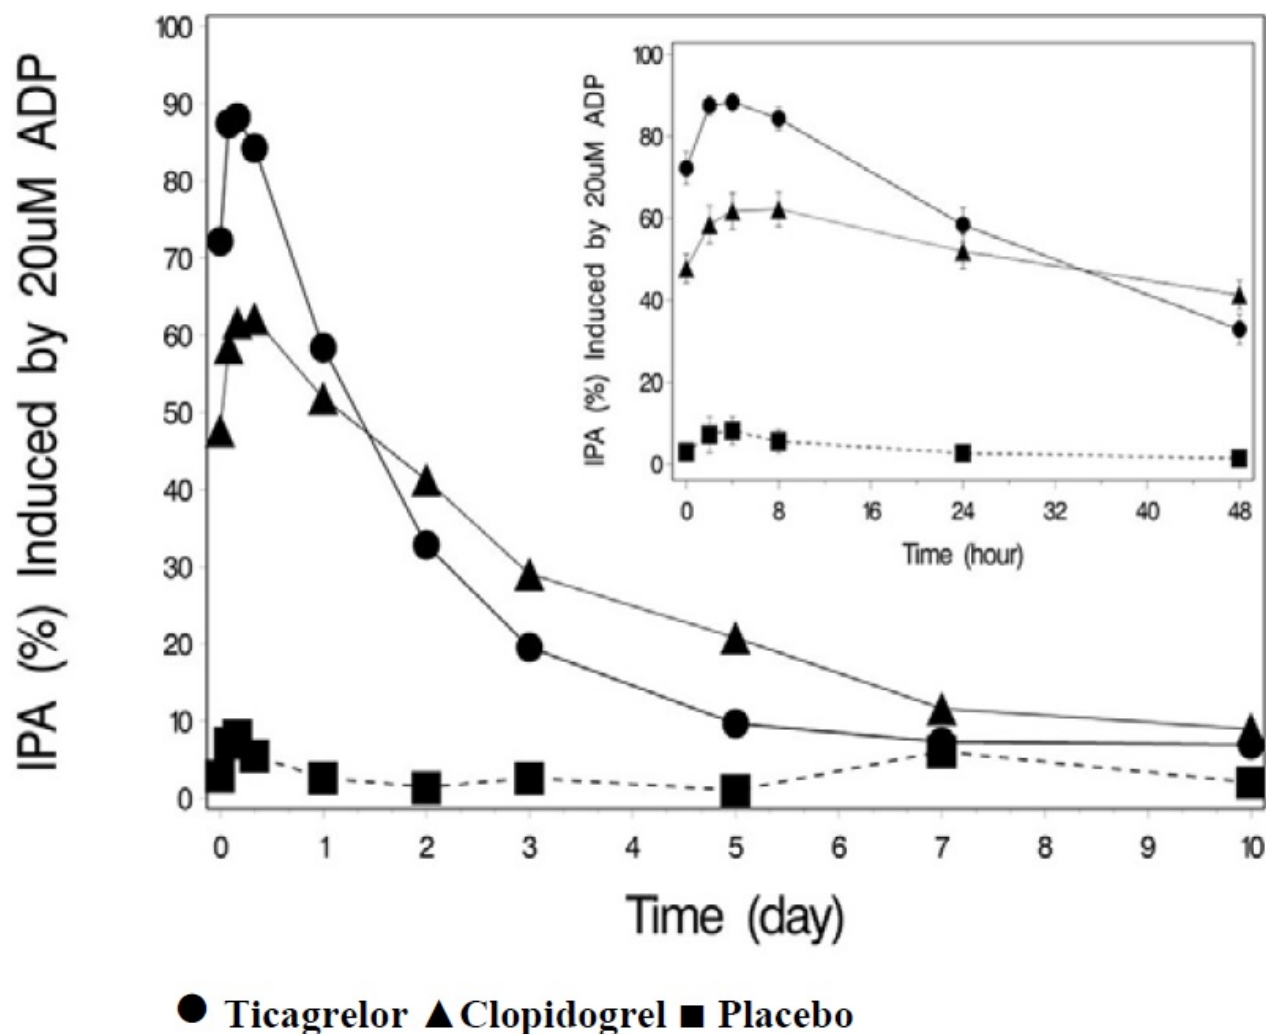 IPA (%) Induced by 20uM ADP
100
90
80
70
60
50
40
30
20
10
0
0 1 2 3 4 5 6 7 8 9 10
Time (day)
IPA (%) Induced by 20uM ADP
100
80
60
40
20
0
0 8 16 24 32 40 48
Time (hour)
● Ticagrelor ▲ Clopidogrel ■ Placebo